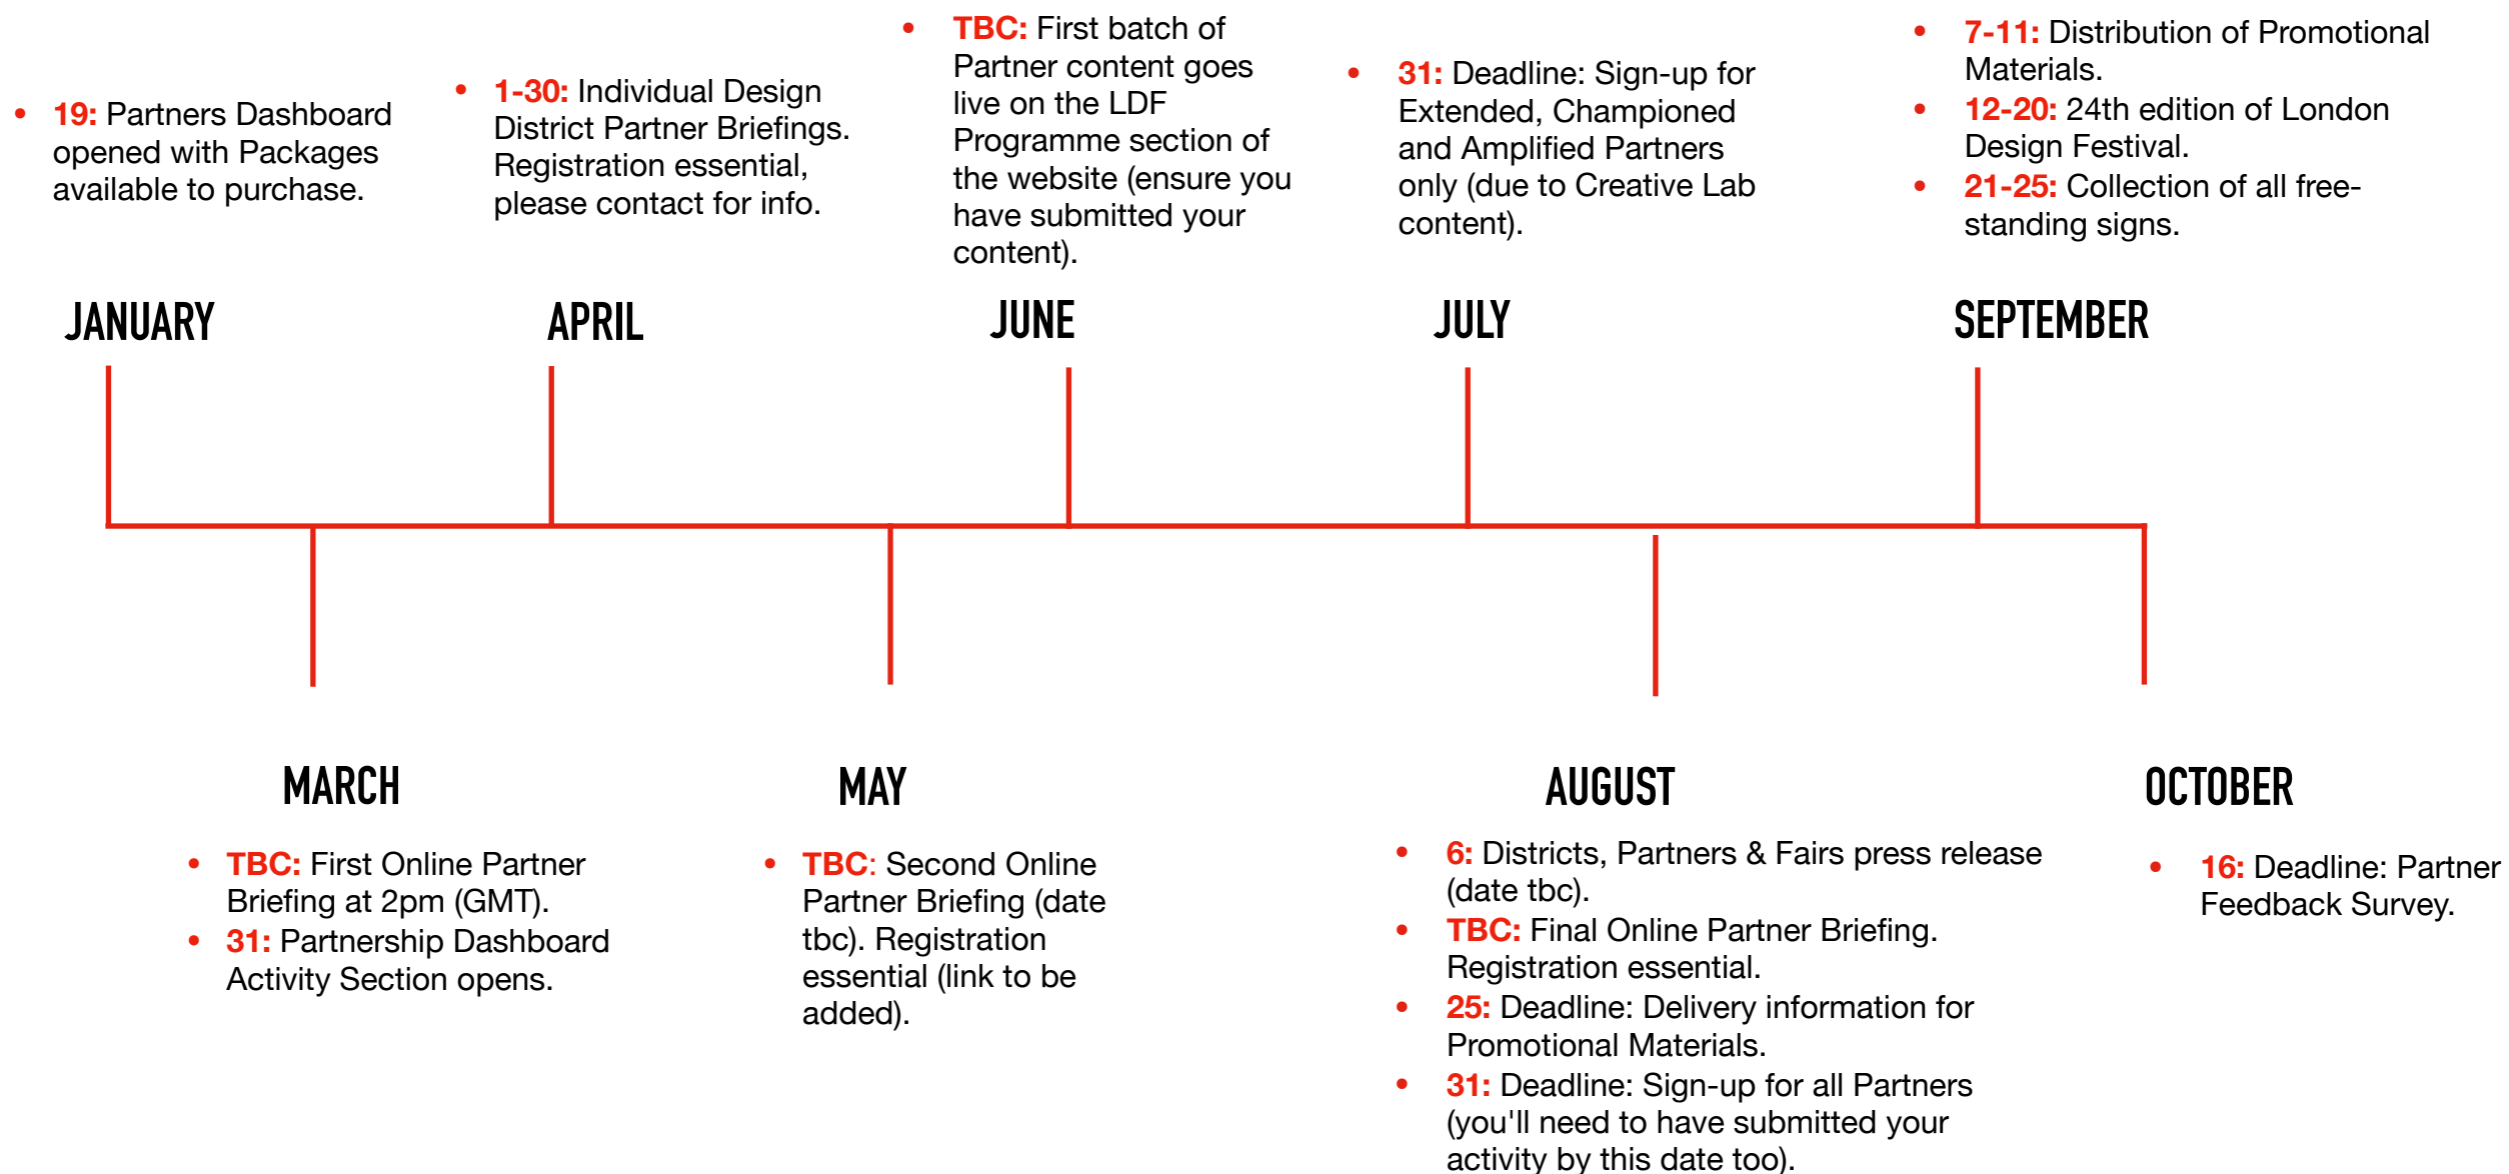 • 19: Partners Dashboard
opened with Packages
available to purchase.
JANUARY
• 1-30: Individual Design
District Partner Briefings.
Registration essential,
please contact for info.
APRIL
• TBC: First batch of
Partner content goes
live on the LDF
Programme section of
the website (ensure you
have submitted your
content).
JUNE
• 31: Deadline: Sign-up for
Extended, Championed
and Amplified Partners
only (due to Creative Lab
content).
JULY
• 7-11: Distribution of Promotional
Materials.
• 12-20: 24th edition of London
Design Festival.
• 21-25: Collection of all free-
standing signs.
SEPTEMBER
MARCH
• TBC: First Online Partner
Briefing at 2pm (GMT).
• 31: Partnership Dashboard
Activity Section opens.
MAY
• TBC: Second Online
Partner Briefing (date
tbc). Registration
essential (link to be
added).
AUGUST
• 6: Districts, Partners & Fairs press release
(date tbc).
• TBC: Final Online Partner Briefing.
Registration essential.
• 25: Deadline: Delivery information for
Promotional Materials.
• 31: Deadline: Sign-up for all Partners
(you'll need to have submitted your
activity by this date too).
OCTOBER
• 16: Deadline: Partner
Feedback Survey.